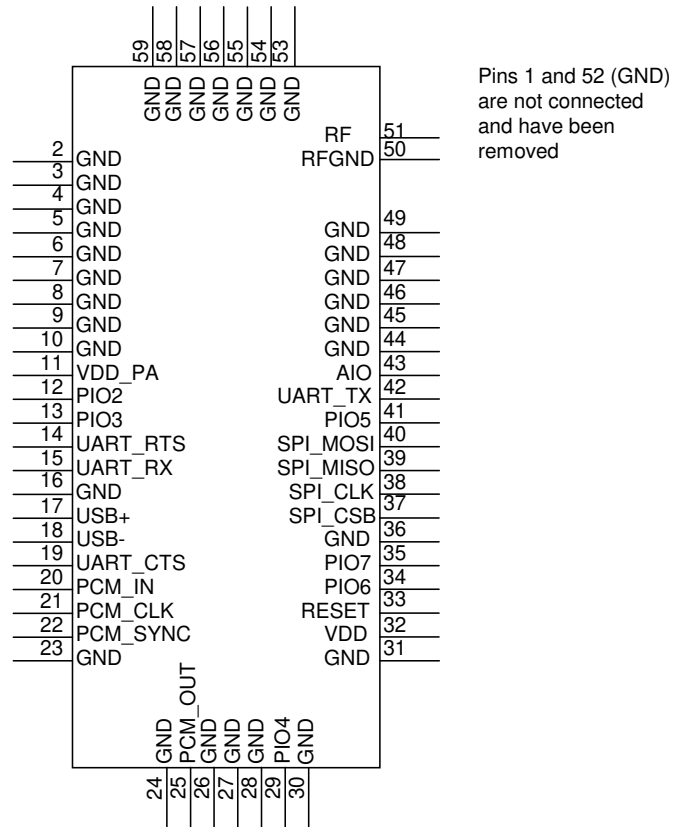 59 58 57 56 55 54 53
GND GND GND GND GND GND GND
Pins 1 and 52 (GND)
are not connected
and have been
removed
RF 51
RFGND 50
2 GND
3 GND
4 GND
5 GND
6 GND
7 GND
8 GND
9 GND
10 GND
11 VDD_PA
12 PIO2
13 PIO3
14 UART_RTS
15 UART_RX
16 GND
17 USB+
18 USB-
19 UART_CTS
20 PCM_IN
21 PCM_CLK
22 PCM_SYNC
23 GND
GND 49
GND 48
GND 47
GND 46
GND 45
GND 44
AIO 43
UART_TX 42
PIO5 41
SPI_MOSI 40
SPI_MISO 39
SPI_CLK 38
SPI_CSB 37
GND 36
PIO7 35
PIO6 34
RESET 33
VDD 32
GND 31
GND PCM_OUT GND GND GND PIO4 GND
24 25 26 27 28 29 30